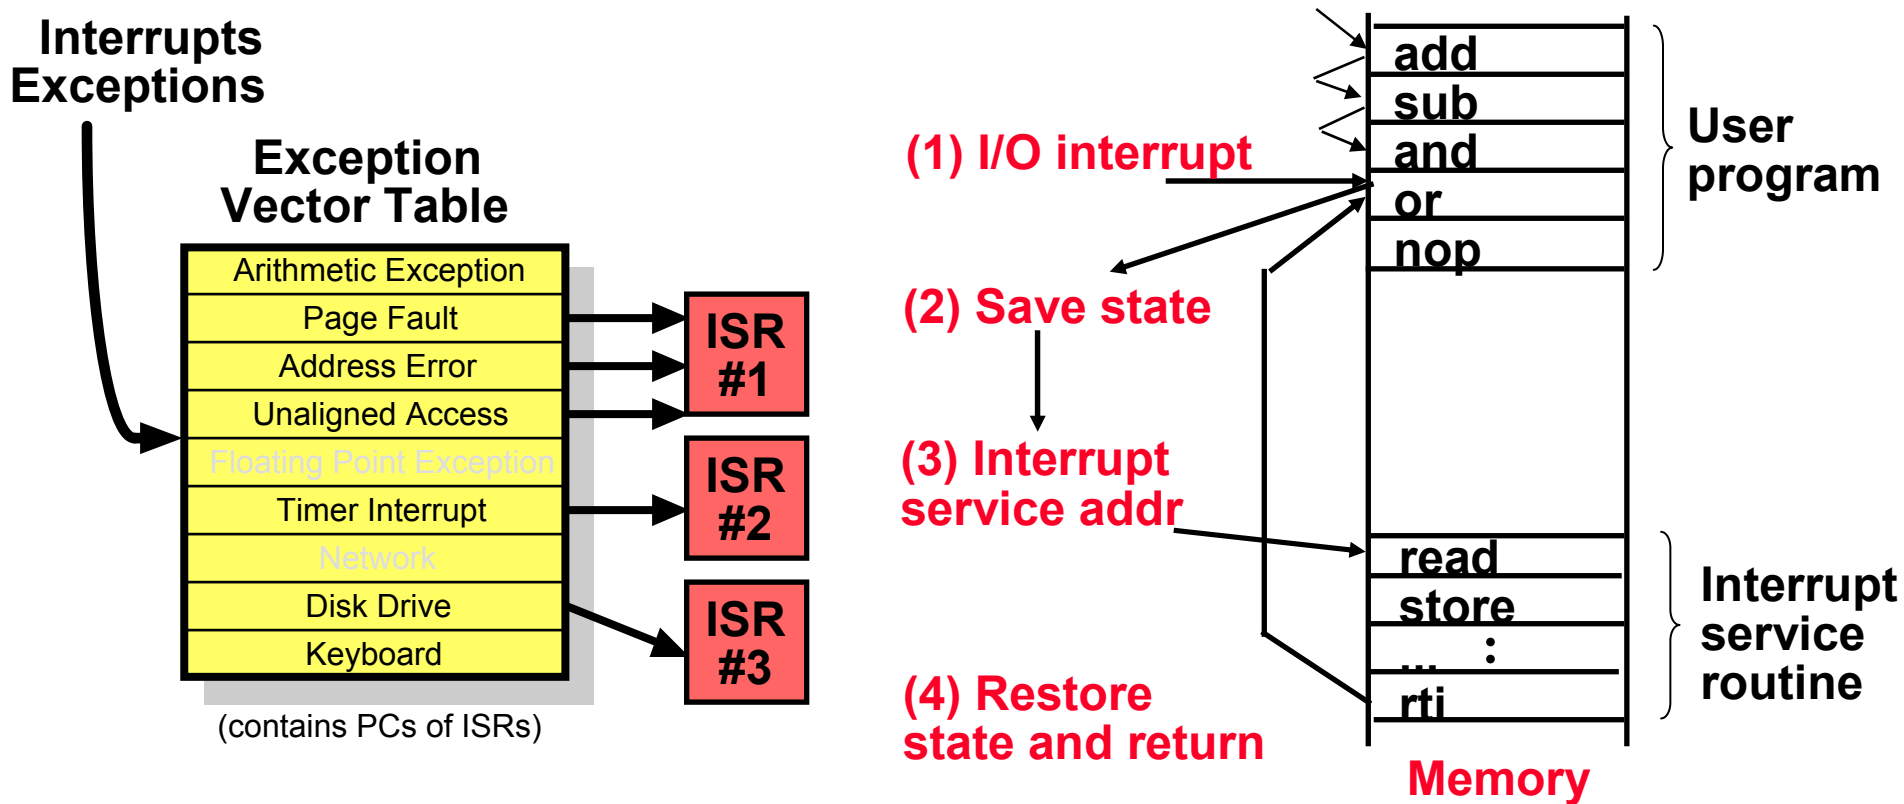 Interrupts
Exceptions
Exception
Vector Table
Arithmetic Exception
Page Fault
Address Error
Unaligned Access
Floating Point Exception
Timer Interrupt
Network
Disk Drive
Keyboard
(contains PCs of ISRs)
ISR
#1
ISR
#2
ISR
#3
(1) I/O interrupt
(2) Save state
(3) Interrupt
service addr
(4) Restore
state and return
add
sub
and
or
nop
User
program
read
store
...
rti
Interrupt
service
routine
Memory